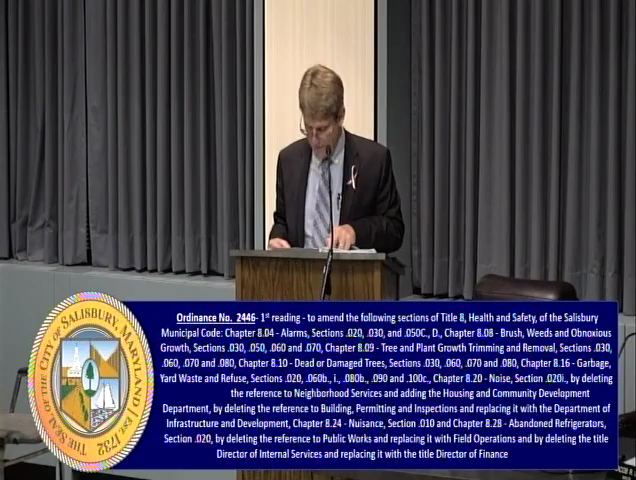 Ordinance No. 2446- 1st reading - to amend the following sections of Title 8, Health and Safety, of the Salisbury
Municipal Code: Chapter 8.04 - Alarms, Sections .020, .030, and .050C., D., Chapter 8.08 - Brush, Weeds and Obnoxious
Growth, Sections .030, .050, .060 and .070, Chapter 8.09 - Tree and Plant Growth Trimming and Removal, Sections .030,
.060, .070 and .080, Chapter 8.10 - Dead or Damaged Trees, Sections .030, .060, .070 and .080, Chapter 8.16 - Garbage,
Yard Waste and Refuse, Sections .020, .060b., i., .080b., .090 and .100c., Chapter 8.20 - Noise, Section .020i., by deleting
the reference to Neighborhood Services and adding the Housing and Community Development
Department, by deleting the reference to Building, Permitting and Inspections and replacing it with the Department of
Infrastructure and Development, Chapter 8.24 - Nuisance, Section .010 and Chapter 8.28 - Abandoned Refrigerators,
Section .020, by deleting the reference to Public Works and replacing it with Field Operations and by deleting the title
Director of Internal Services and replacing it with the title Director of Finance
THE SEAL OF THE CITY OF SALISBURY, MARYLAND | EST. 1732